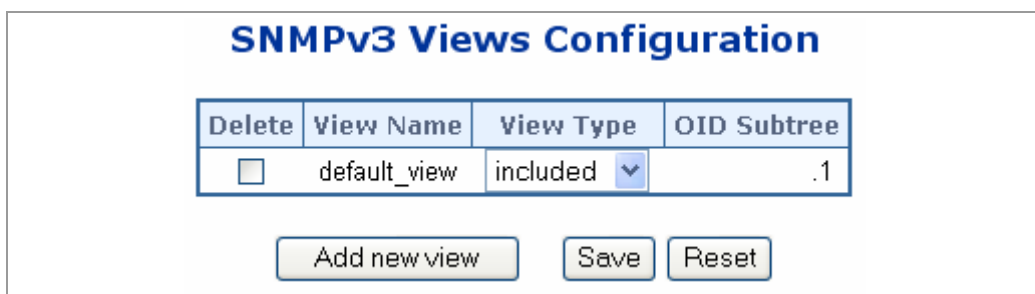 SNMPv3 Views Configuration
Delete View Name View Type OID Subtree
default_view included .1
Add new view Save Reset